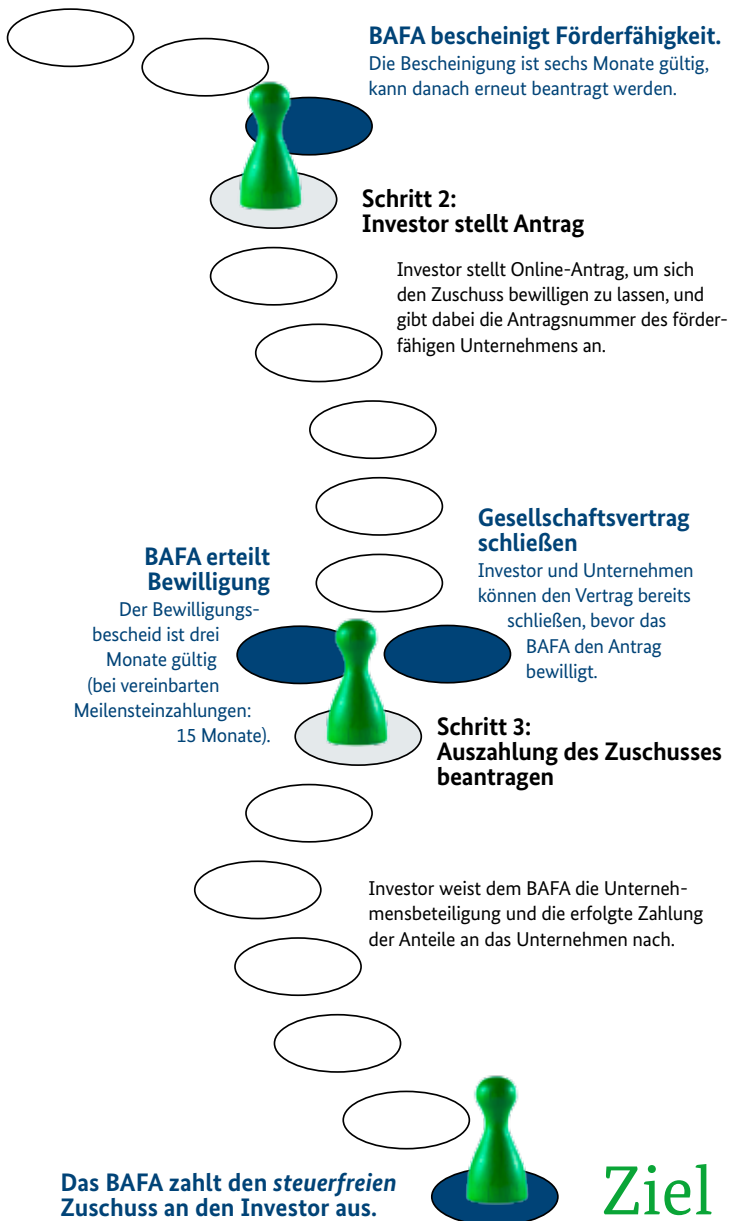 BAFA bescheinigt Förderfähigkeit.
Die Bescheinigung ist sechs Monate gültig,
kann danach erneut beantragt werden.
Schritt 2:
Investor stellt Antrag
Investor stellt Online-Antrag, um sich
den Zuschuss bewilligen zu lassen, und
gibt dabei die Antragsnummer des förder-
fähigen Unternehmens an.
BAFA erteilt
Bewilligung
Der Bewilligungs-
bescheid ist drei
Monate gültig
(bei vereinbarten
Meilensteinzahlungen:
15 Monate).
Gesellschaftsvertrag
schließen
Investor und Unternehmen
können den Vertrag bereits
schließen, bevor das
BAFA den Antrag
bewilligt.
Schritt 3:
Auszahlung des Zuschusses
beantragen
Investor weist dem BAFA die Unterneh-
mensbeteiligung und die erfolgte Zahlung
der Anteile an das Unternehmen nach.
Das BAFA zahlt den steuerfreien
Zuschuss an den Investor aus.
Ziel